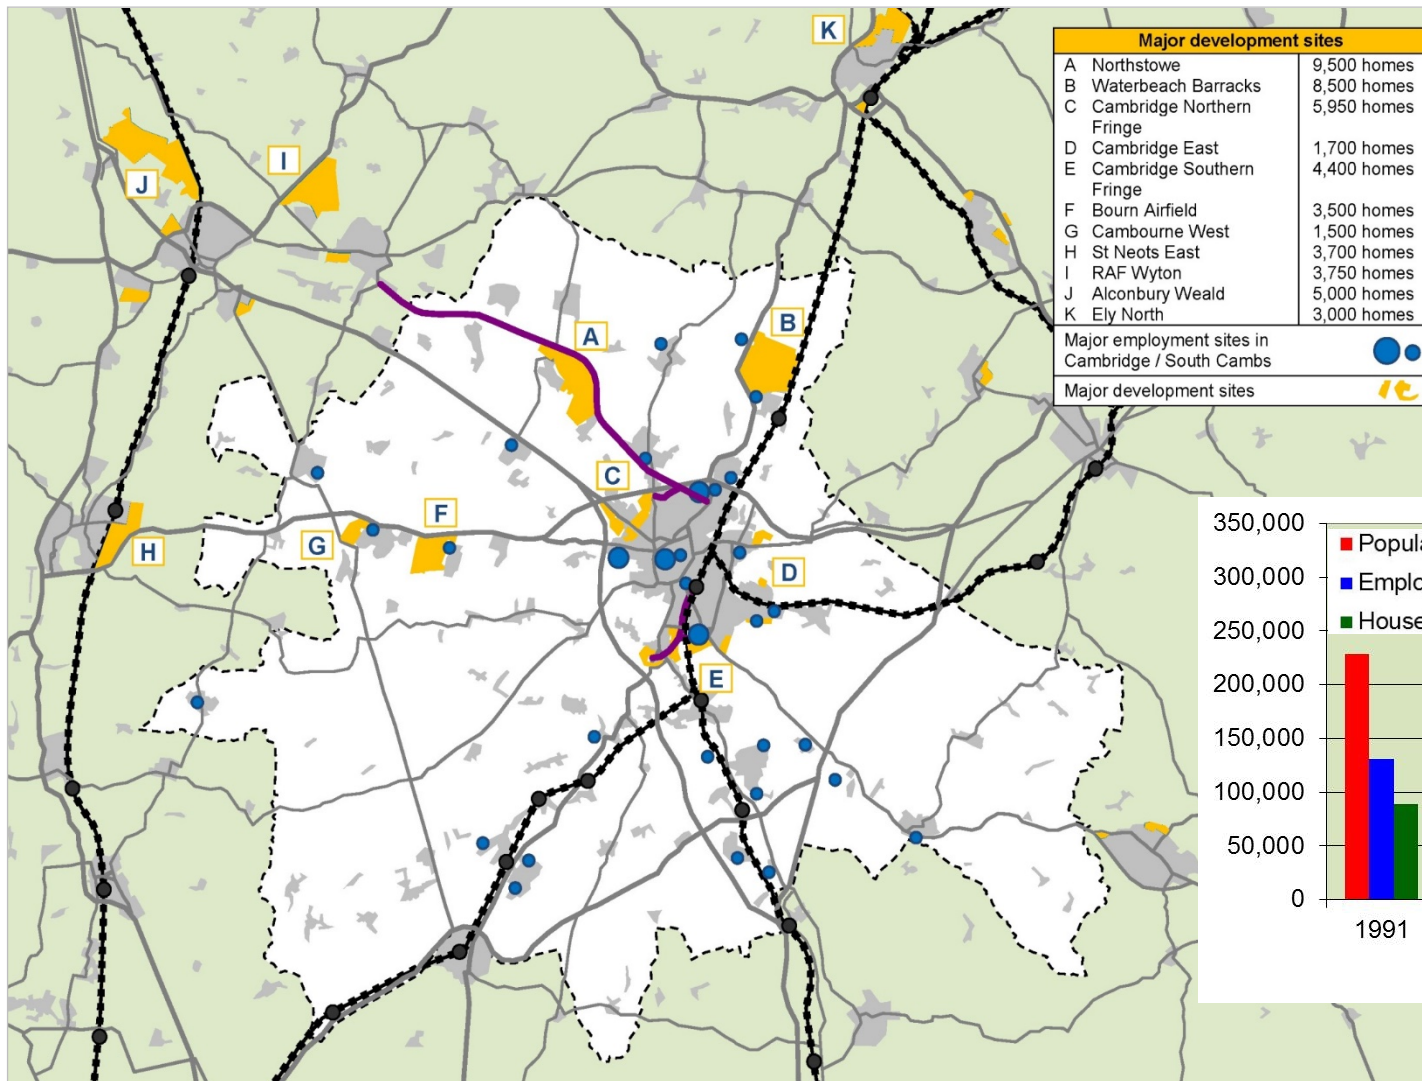 K
I
J
A
B
C
F
G
H
D
E
Major development sites
A Northstowe 9,500 homes
B Waterbeach Barracks 8,500 homes
C Cambridge Northern 5,950 homes
Fringe
D Cambridge East 1,700 homes
E Cambridge Southern 4,400 homes
Fringe
F Bourn Airfield 3,500 homes
G Cambourne West 1,500 homes
H St Neots East 3,700 homes
I RAF Wyton 3,750 homes
J Alconbury Weald 5,000 homes
K Ely North 3,000 homes
Major employment sites in
Cambridge / South Cambs
Major development sites
350,000
300,000
250,000
200,000
150,000
100,000
50,000
0
Popula
Emplo
House
1991